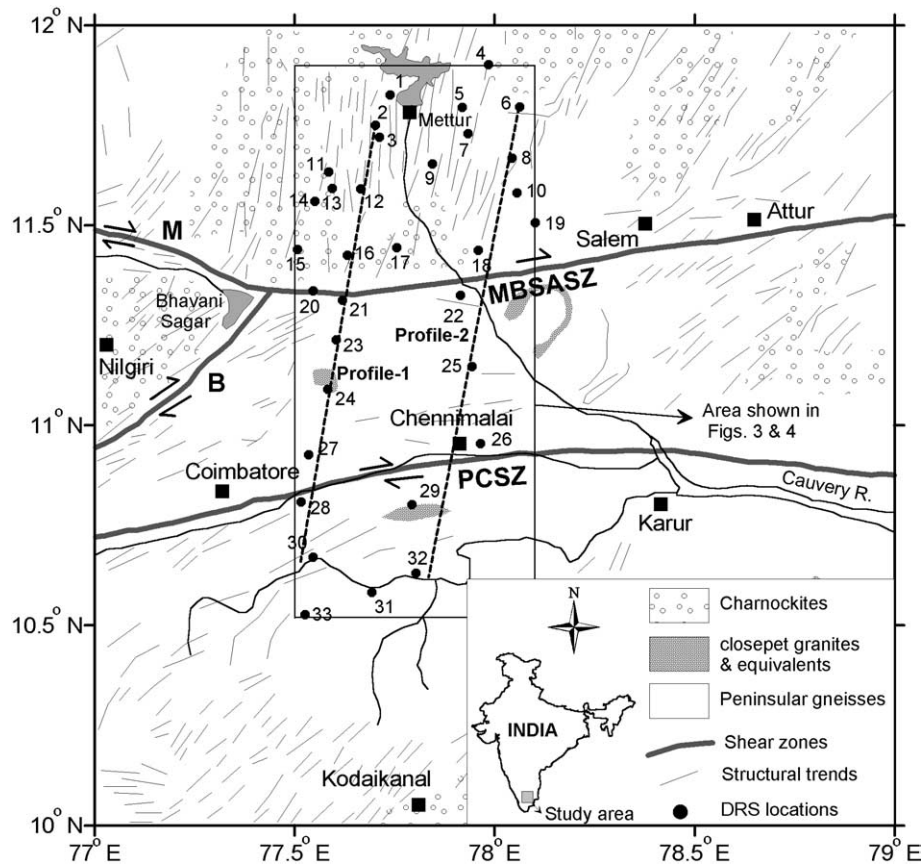 12° N
4
1
5
6
2
Mettur
3
7
11
8
9
14
13
12
10
11.5°
19
Attur
Salem
M
15
16
17
18
MBSASZ
20
21
22
Bhavani
Sagar
Profile-2
23
Nilgiri
B
Profile-1
25
24
Area shown in
Figs. 3 & 4
Chennimalai
11°
26
27
Coimbatore
PCSZ
Cauvery R.
29
28
Karur
30
32
31
33
10.5°
N
Charnockites
closepet granites
& equivalents
Peninsular gneisses
INDIA
Shear zones
Structural trends
Study area
DRS locations
Kodaikanal
10° N
77° E
77.5°
78°
78.5°
79° E